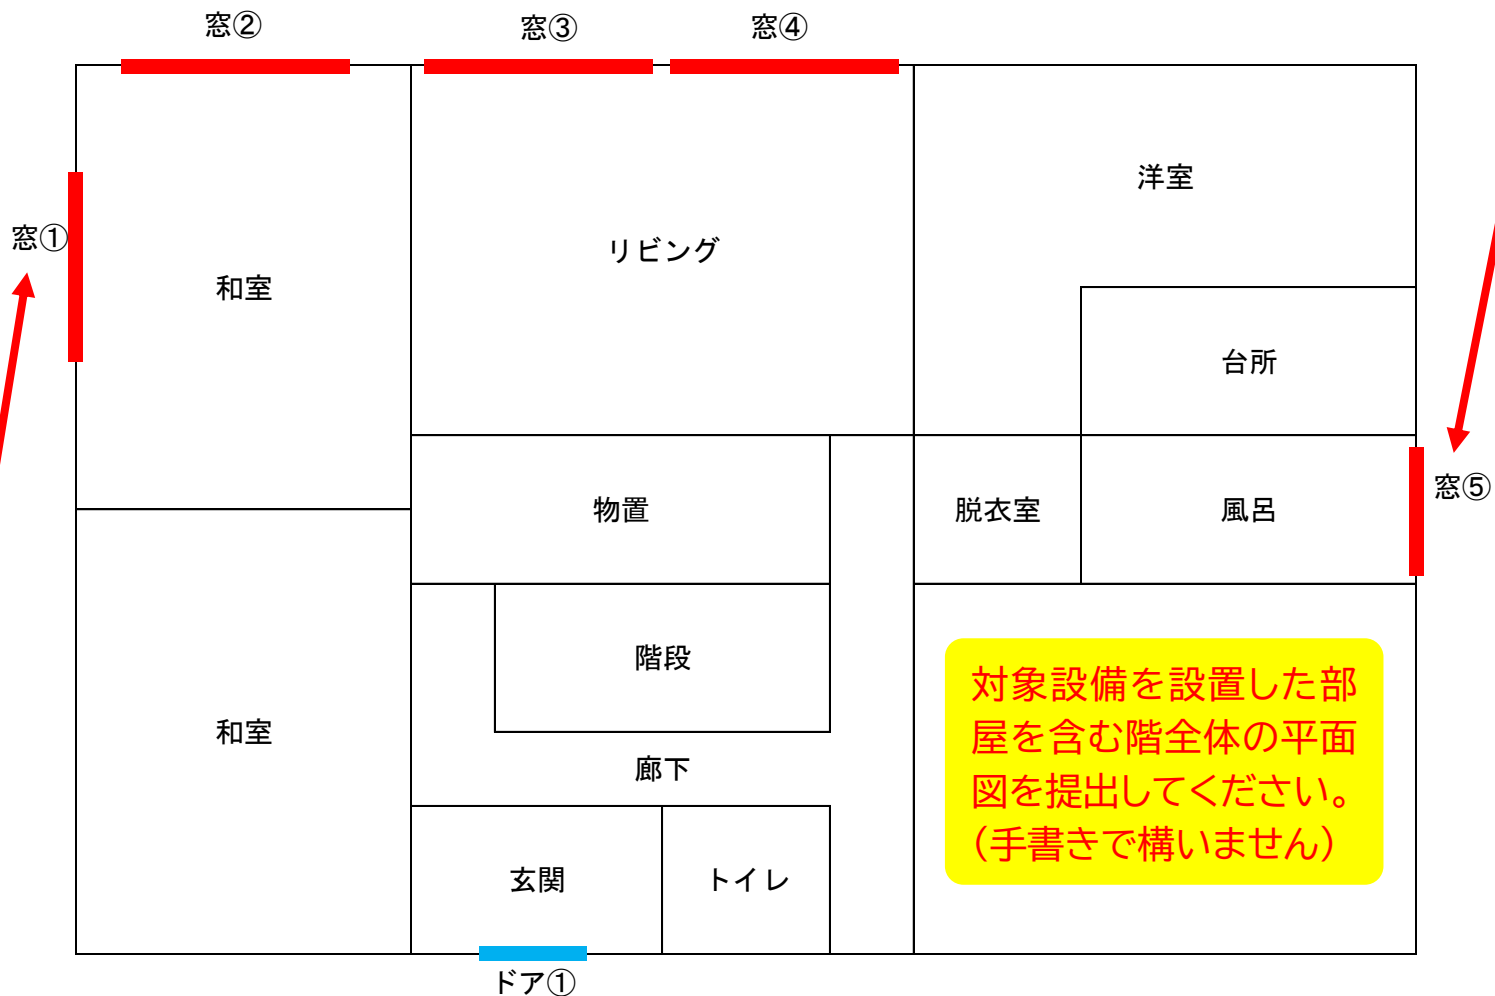 窓②
窓③
窓④
洋室
窓①
リビング
和室
台所
窓⑤
物置
脱衣室
風呂
階段
和室
廊下
対象設備を設置した部
屋を含む階全体の平面
図を提出してください。
（手書きで構いません）
玄関
トイレ
ドア①